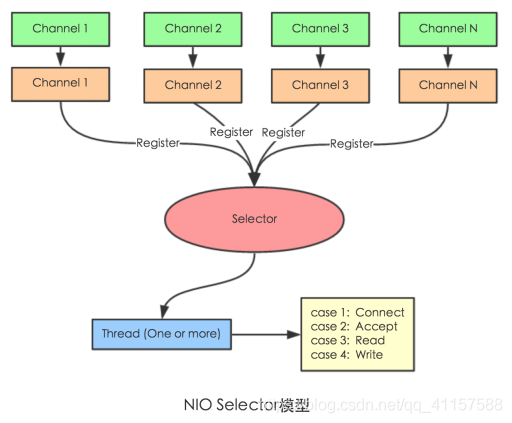 Channel 1 Channel 2 Channel 3 Channel N
Channel 1 Channel 2 Channel 3 Channel N
Register Register Register Register
Selector
Thread (One or more)
case 1: Connect
case 2: Accept
case 3: Read
case 4: Write
NIO Selector模型
blog.csdn.net/qq_41157588